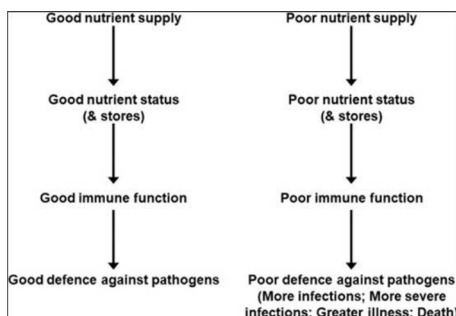 Good nutrient supply
Good nutrient status
(& stores)
Good immune function
Good defence against pathogens
Poor nutrient supply
Poor nutrient status
(& stores)
Poor immune function
Poor defence against pathogens
(More infections; More severe
infections; Greater illness; Death)